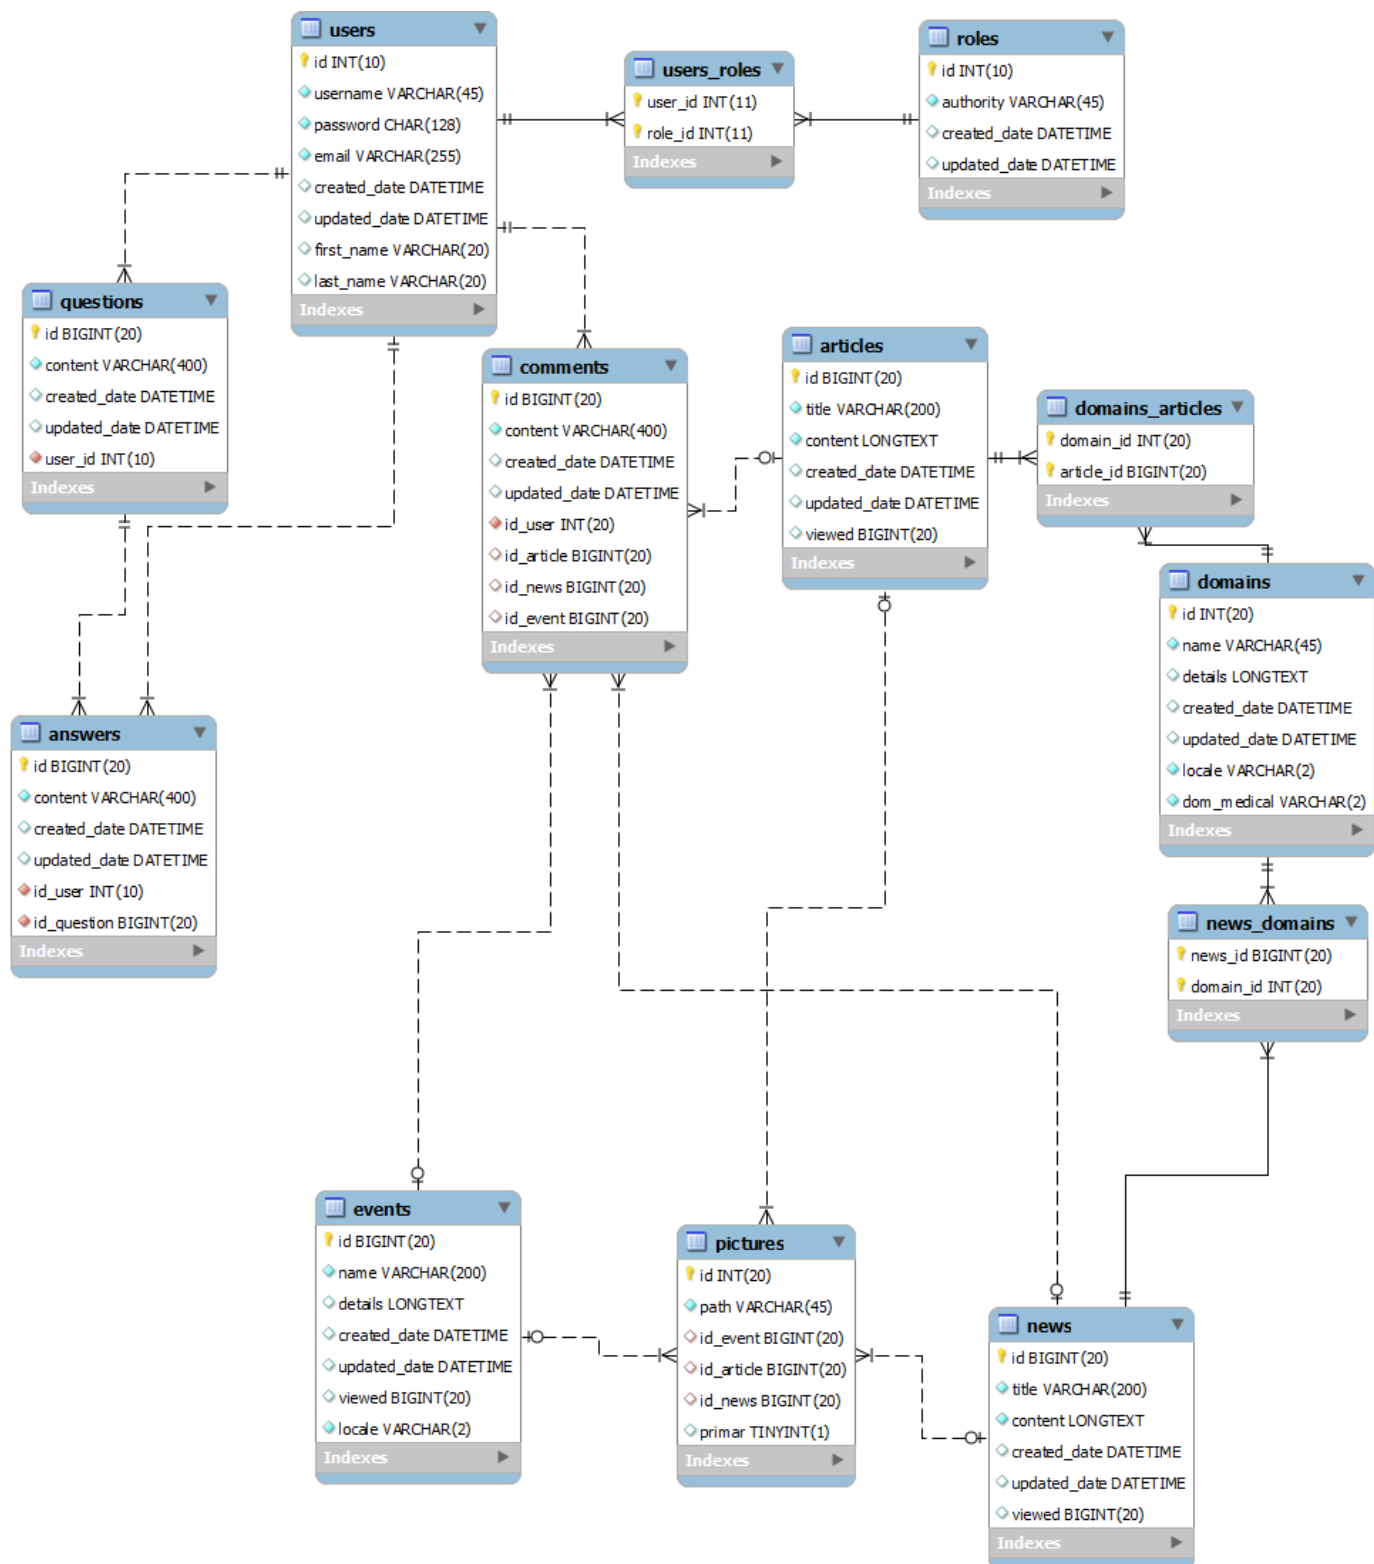 users
id INT(10)
username VARCHAR(45)
password CHAR(128)
email VARCHAR(255)
created_date DATETIME
updated_date DATETIME
first_name VARCHAR(20)
last_name VARCHAR(20)
Indexes
users_roles
user_id INT(11)
role_id INT(11)
Indexes
roles
id INT(10)
authority VARCHAR(45)
created_date DATETIME
updated_date DATETIME
Indexes
questions
id BIGINT(20)
content VARCHAR(400)
created_date DATETIME
updated_date DATETIME
user_id INT(10)
Indexes
comments
id BIGINT(20)
content VARCHAR(400)
created_date DATETIME
updated_date DATETIME
id_user INT(20)
id_article BIGINT(20)
id_news BIGINT(20)
id_event BIGINT(20)
Indexes
articles
id BIGINT(20)
title VARCHAR(200)
content LONGTEXT
created_date DATETIME
updated_date DATETIME
viewed BIGINT(20)
Indexes
domains_articles
domain_id INT(20)
article_id BIGINT(20)
Indexes
domains
id INT(20)
name VARCHAR(45)
details LONGTEXT
created_date DATETIME
updated_date DATETIME
locale VARCHAR(2)
dom_medical VARCHAR(2)
Indexes
answers
id BIGINT(20)
content VARCHAR(400)
created_date DATETIME
updated_date DATETIME
id_user INT(10)
id_question BIGINT(20)
Indexes
news_domains
news_id BIGINT(20)
domain_id INT(20)
Indexes
events
id BIGINT(20)
name VARCHAR(200)
details LONGTEXT
created_date DATETIME
updated_date DATETIME
viewed BIGINT(20)
locale VARCHAR(2)
Indexes
pictures
id INT(20)
path VARCHAR(45)
id_event BIGINT(20)
id_article BIGINT(20)
id_news BIGINT(20)
primar TINYINT(1)
Indexes
news
id BIGINT(20)
title VARCHAR(200)
content LONGTEXT
created_date DATETIME
updated_date DATETIME
viewed BIGINT(20)
Indexes